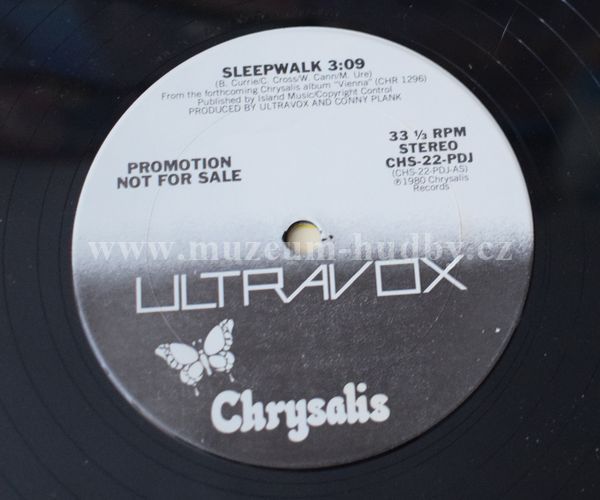 SLEEPWALK 3:09
(B. Currie/C. Cross/W. Cann/M. Ure)
From the forthcoming Chrysalis album "Vienna" (CHR 1296)
Published by Island Music/Copyright Control
PRODUCED BY ULTRAVOX AND CONNY PLANK
PROMOTION
NOT FOR SALE
33 ⅓ RPM
STEREO
CHS-22-PDJ
(CHS-22-PDJ-AS)
℗1980 Chrysalis
Records
www.muzeum-hudby.cz
ULTRAVOX
Chrysalis